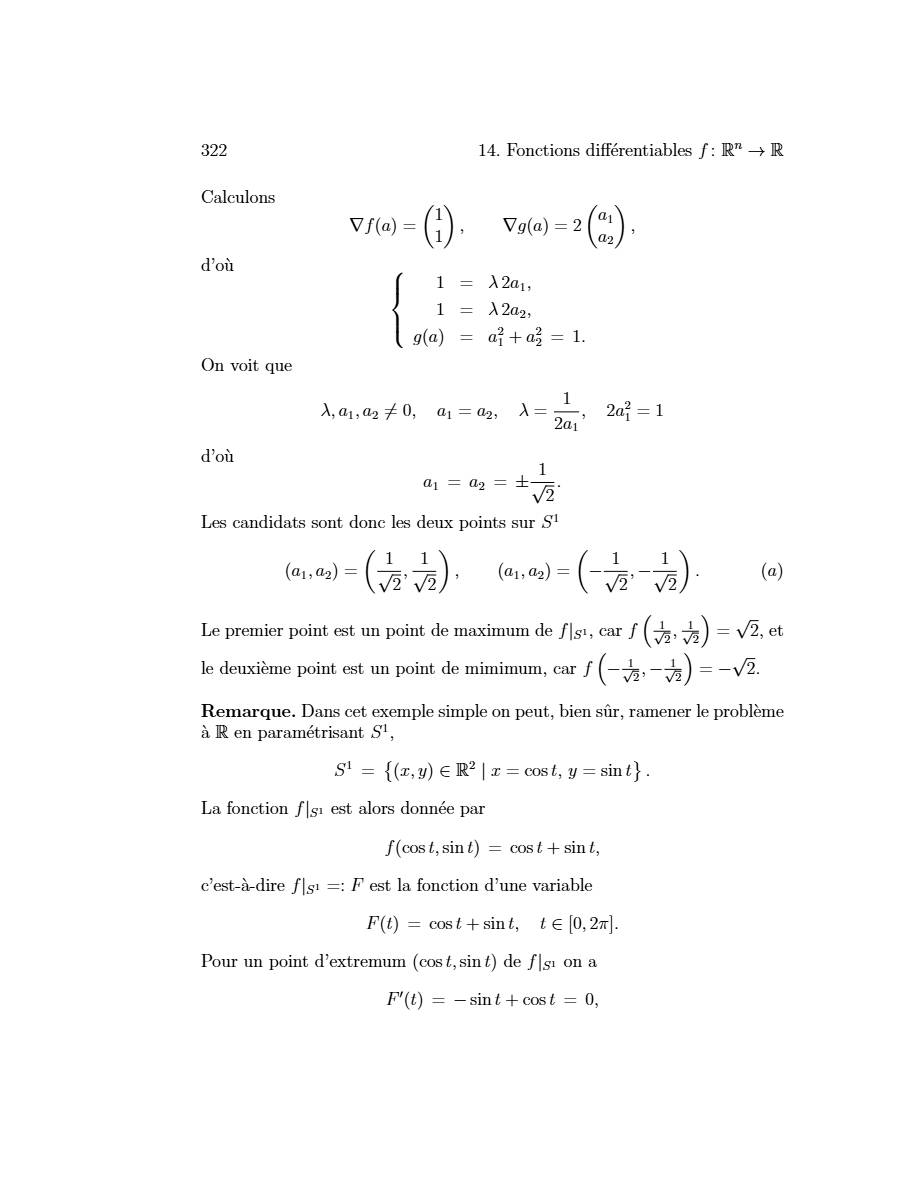 322 14. Fonctions différentiables f : ℝⁿ → ℝ
Calculons
∇f(a) = (1 1), ∇g(a) = 2 (a₁ a₂),
d'où
{ 1 = λ 2a₁,
1 = λ 2a₂,
g(a) = a₁² + a₂² = 1.
On voit que
λ, a₁, a₂ ≠ 0, a₁ = a₂, λ = 1/(2a₁), 2a₁² = 1
d'où
a₁ = a₂ = ±1/√2.
Les candidats sont donc les deux points sur S¹
(a₁, a₂) = (1/√2, 1/√2), (a₁, a₂) = (−1/√2, −1/√2). (a)
Le premier point est un point de maximum de f|S¹, car f (1/√2, 1/√2) = √2, et
le deuxième point est un point de mimimum, car f (−1/√2, −1/√2) = −√2.
Remarque. Dans cet exemple simple on peut, bien sûr, ramener le problème
à ℝ en paramétrisant S¹,
S¹ = {(x, y) ∈ ℝ² | x = cos t, y = sin t}.
La fonction f|S¹ est alors donnée par
f(cos t, sin t) = cos t + sin t,
c'est-à-dire f|S¹ =: F est la fonction d'une variable
F(t) = cos t + sin t, t ∈ [0, 2π].
Pour un point d'extremum (cos t, sin t) de f|S¹ on a
F′(t) = − sin t + cos t = 0,